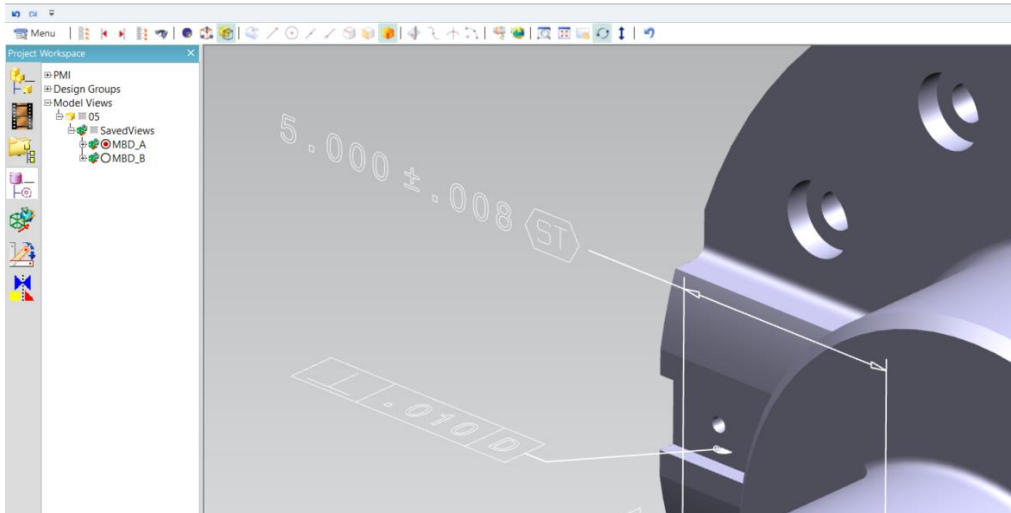 Menu
Project Workspace
PMI
Design Groups
Model Views
05
SavedViews
MBD_A
MBD_B
5.000 ±.008 ST
⊥ .010 D